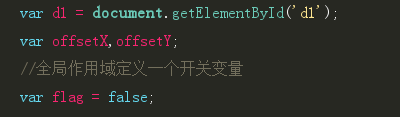 var d1 = document.getElementById('d1');
var offsetX,offsetY;
//全局作用域定义一个开关变量
var flag = false;